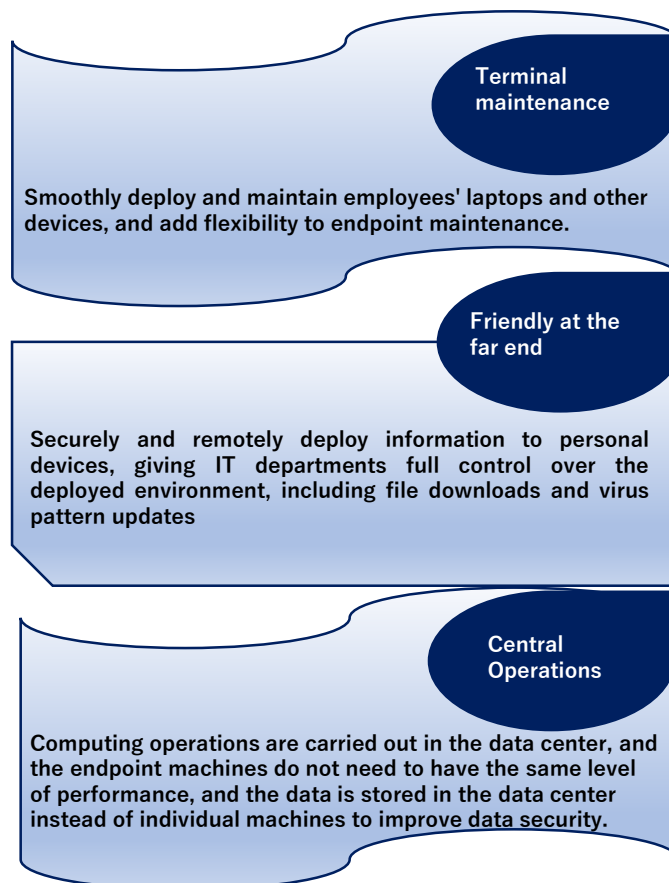 Terminal
maintenance
Smoothly deploy and maintain employees' laptops and other
devices, and add flexibility to endpoint maintenance.
Friendly at the
far end
Securely and remotely deploy information to personal
devices, giving IT departments full control over the
deployed environment, including file downloads and virus
pattern updates
Central
Operations
Computing operations are carried out in the data center, and
the endpoint machines do not need to have the same level
of performance, and the data is stored in the data center
instead of individual machines to improve data security.